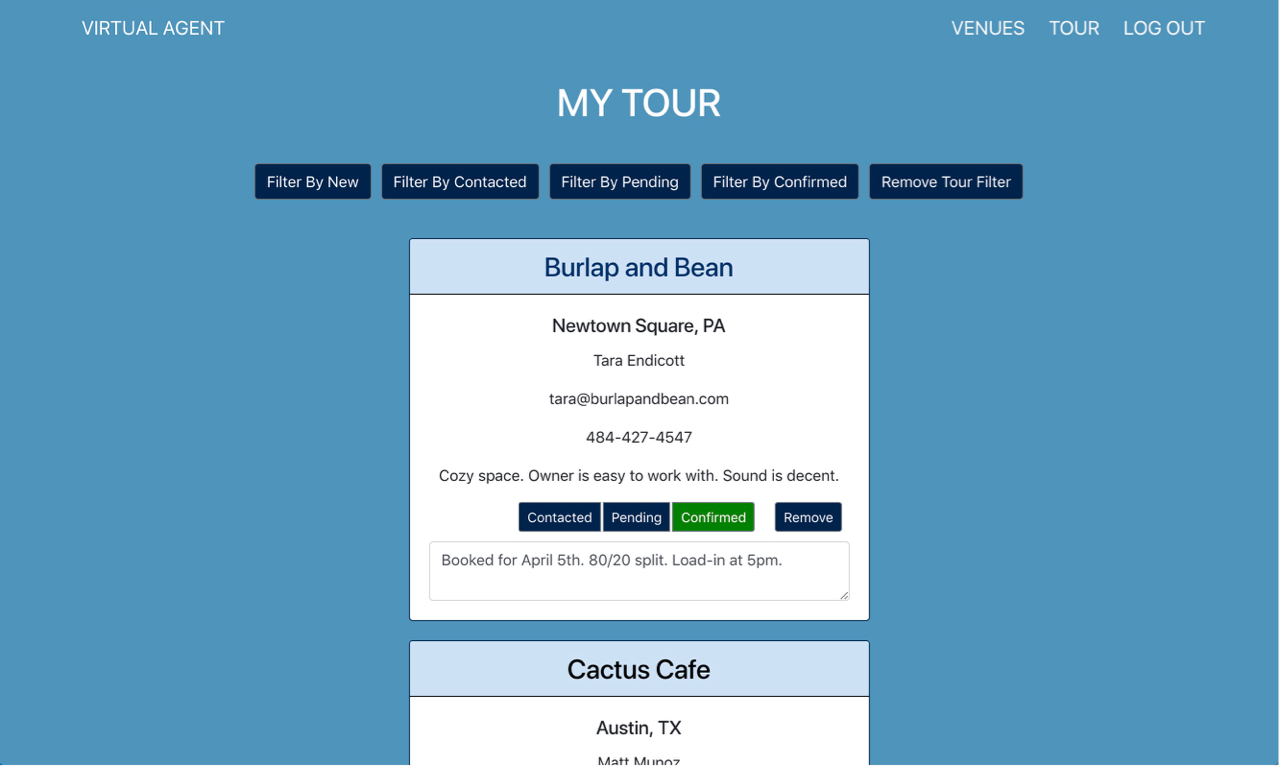 VIRTUAL AGENT VENUES TOUR LOG OUT
MY TOUR
Filter By New Filter By Contacted Filter By Pending Filter By Confirmed Remove Tour Filter
Burlap and Bean
Newtown Square, PA
Tara Endicott
tara@burlapandbean.com
484-427-4547
Cozy space. Owner is easy to work with. Sound is decent.
Contacted Pending Confirmed Remove
Booked for April 5th. 80/20 split. Load-in at 5pm.
Cactus Cafe
Austin, TX
Matt Munoz